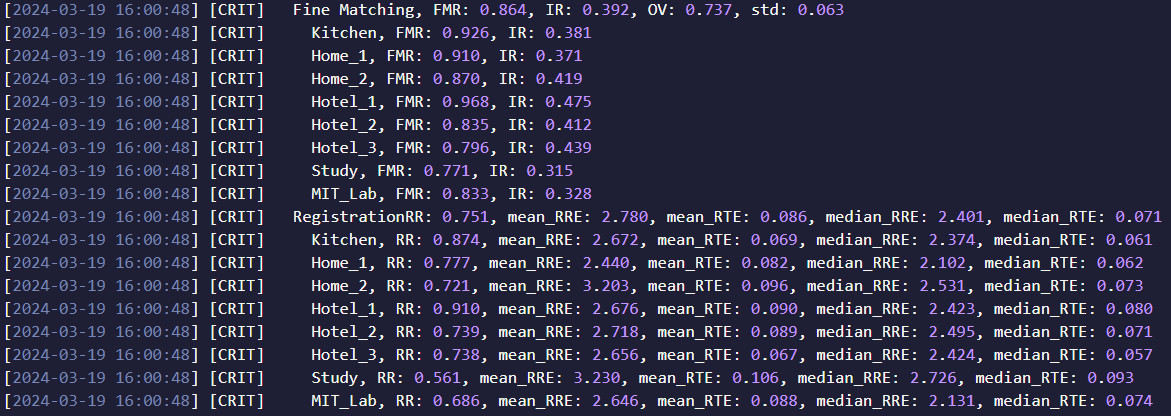 [2024-03-19 16:00:48] [CRIT]   Fine Matching, FMR: 0.864, IR: 0.392, OV: 0.737, std: 0.063
[2024-03-19 16:00:48] [CRIT]     Kitchen, FMR: 0.926, IR: 0.381
[2024-03-19 16:00:48] [CRIT]     Home_1, FMR: 0.910, IR: 0.371
[2024-03-19 16:00:48] [CRIT]     Home_2, FMR: 0.870, IR: 0.419
[2024-03-19 16:00:48] [CRIT]     Hotel_1, FMR: 0.968, IR: 0.475
[2024-03-19 16:00:48] [CRIT]     Hotel_2, FMR: 0.835, IR: 0.412
[2024-03-19 16:00:48] [CRIT]     Hotel_3, FMR: 0.796, IR: 0.439
[2024-03-19 16:00:48] [CRIT]     Study, FMR: 0.771, IR: 0.315
[2024-03-19 16:00:48] [CRIT]     MIT_Lab, FMR: 0.833, IR: 0.328
[2024-03-19 16:00:48] [CRIT]   RegistrationRR: 0.751, mean_RRE: 2.780, mean_RTE: 0.086, median_RRE: 2.401, median_RTE: 0.071
[2024-03-19 16:00:48] [CRIT]     Kitchen, RR: 0.874, mean_RRE: 2.672, mean_RTE: 0.069, median_RRE: 2.374, median_RTE: 0.061
[2024-03-19 16:00:48] [CRIT]     Home_1, RR: 0.777, mean_RRE: 2.440, mean_RTE: 0.082, median_RRE: 2.102, median_RTE: 0.062
[2024-03-19 16:00:48] [CRIT]     Home_2, RR: 0.721, mean_RRE: 3.203, mean_RTE: 0.096, median_RRE: 2.531, median_RTE: 0.073
[2024-03-19 16:00:48] [CRIT]     Hotel_1, RR: 0.910, mean_RRE: 2.676, mean_RTE: 0.090, median_RRE: 2.423, median_RTE: 0.080
[2024-03-19 16:00:48] [CRIT]     Hotel_2, RR: 0.739, mean_RRE: 2.718, mean_RTE: 0.089, median_RRE: 2.495, median_RTE: 0.071
[2024-03-19 16:00:48] [CRIT]     Hotel_3, RR: 0.738, mean_RRE: 2.656, mean_RTE: 0.067, median_RRE: 2.424, median_RTE: 0.057
[2024-03-19 16:00:48] [CRIT]     Study, RR: 0.561, mean_RRE: 3.230, mean_RTE: 0.106, median_RRE: 2.726, median_RTE: 0.093
[2024-03-19 16:00:48] [CRIT]     MIT_Lab, RR: 0.686, mean_RRE: 2.646, mean_RTE: 0.088, median_RRE: 2.131, median_RTE: 0.074